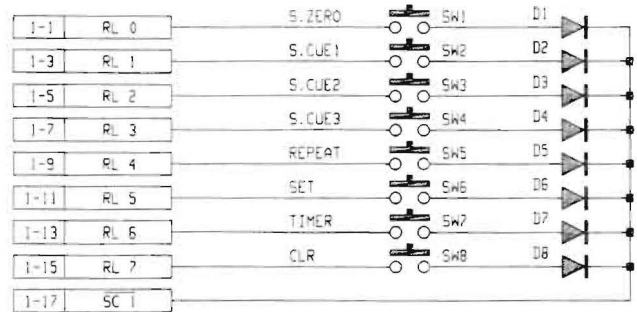 1-1 RL 0 S.ZERO SW1 D1
1-3 RL 1 S.CUE1 SW2 D2
1-5 RL 2 S.CUE2 SW3 D3
1-7 RL 3 S.CUE3 SW4 D4
1-9 RL 4 REPEAT SW5 D5
1-11 RL 5 SET SW6 D6
1-13 RL 6 TIMER SW7 D7
1-15 RL 7 CLR SW8 D8
1-17 SC 1